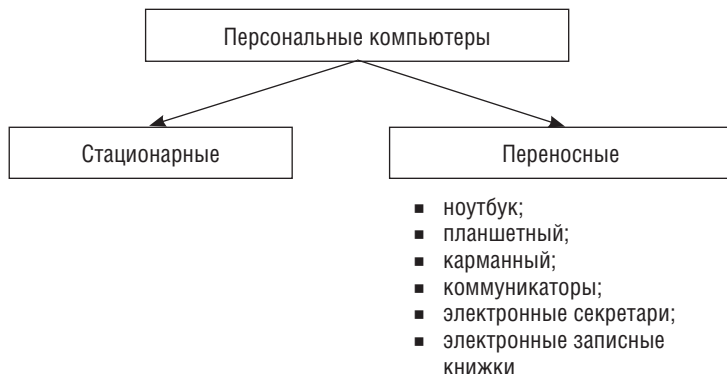 Персональные компьютеры
Стационарные
Переносные
▪ ноутбук;
▪ планшетный;
▪ карманный;
▪ коммуникаторы;
▪ электронные секретари;
▪ электронные записные
книжки